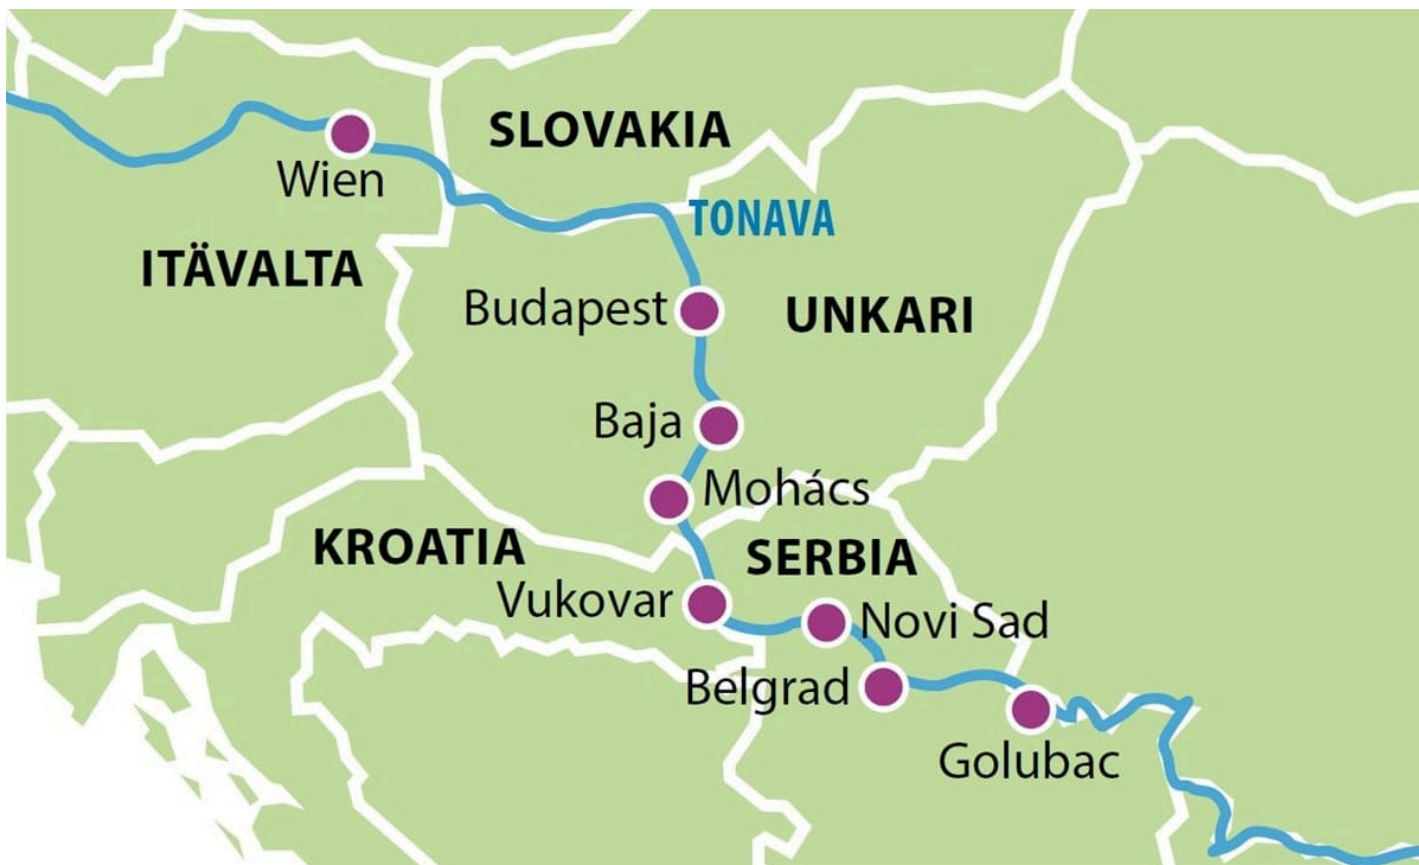 SLOVAKIA
Wien
TONAVA
ITÄVALTA
Budapest
UNKARI
Baja
Mohács
KROATIA
SERBIA
Vukovar
Novi Sad
Belgrad
Golubac